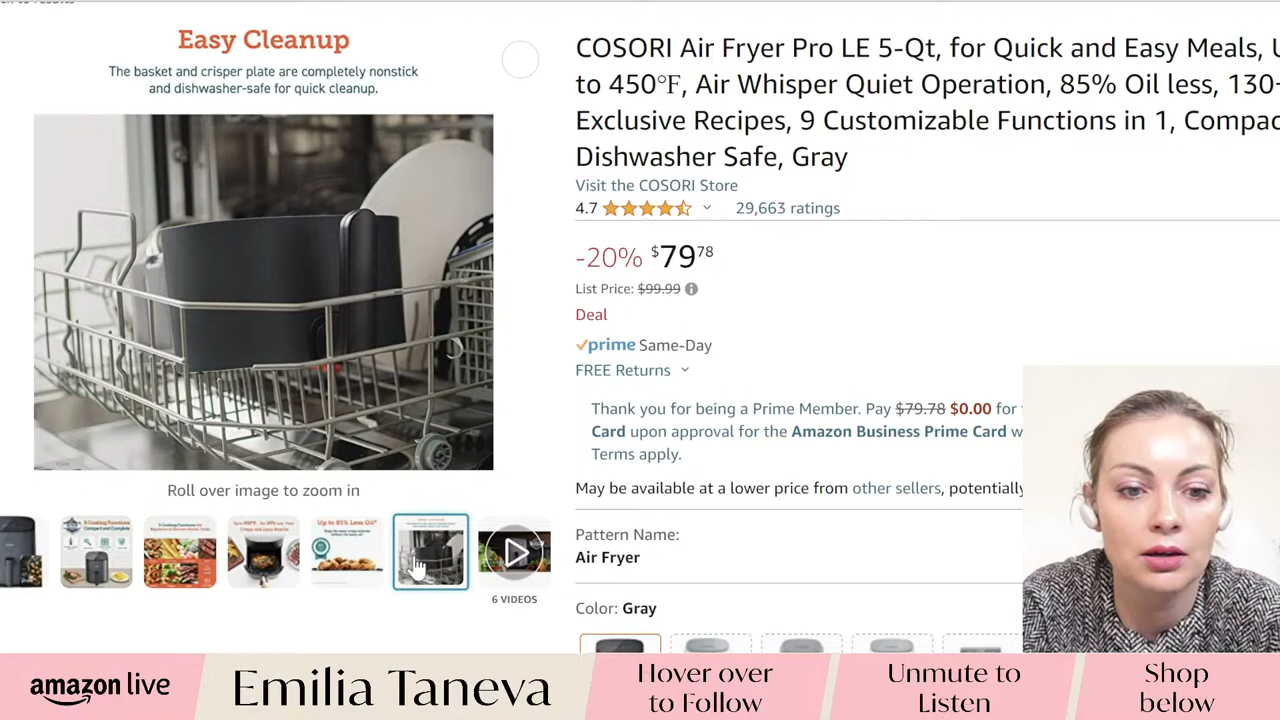 Easy Cleanup
The basket and crisper plate are completely nonstick
and dishwasher-safe for quick cleanup.
Roll over image to zoom in
6 VIDEOS
COSORI Air Fryer Pro LE 5-Qt, for Quick and Easy Meals,
to 450°F, Air Whisper Quiet Operation, 85% Oil less, 130
Exclusive Recipes, 9 Customizable Functions in 1,
Dishwasher Safe, Gray
Visit the COSORI Store
4.7 29,663 ratings
-20% $79 78
List Price: $99.99
Deal
prime Same-Day
FREE Returns
Thank you for being a Prime Member. Pay $79.78 $0.00 for
Card upon approval for the Amazon Business Prime Card
Terms apply.
May be available at a lower price from other sellers, potentially
Pattern Name:
Air Fryer
Color: Gray
amazon live
Emilia Taneva
Hover over
to Follow
Unmute to
Listen
Shop
below